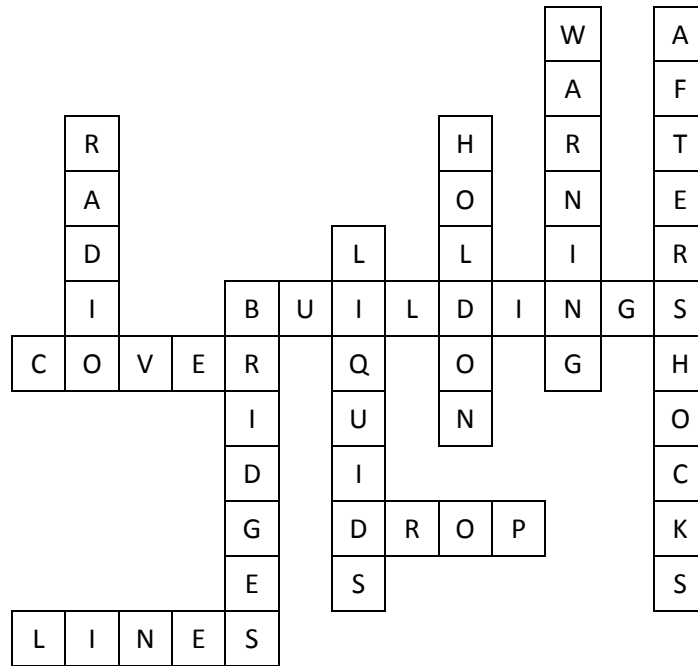 W A
A F
R H R T
A O N E
D L L I R
I B U I L D I N G S
C O V E R Q O G H
I U N O
D I C
G D R O P K
E S S
L I N E S